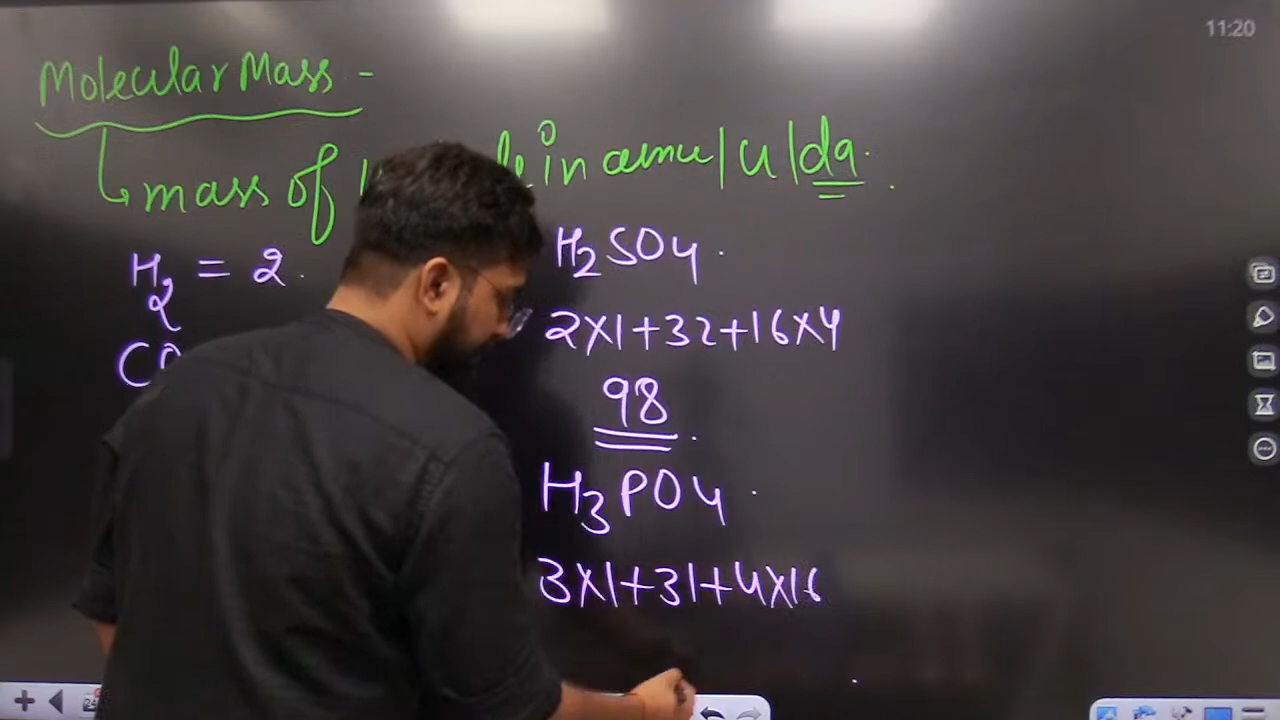 11:20
Molecular Mass -
mass of in amu/u/da.
H2 = 2.
H2SO4.
2×1+32+16×4
98
H3PO4.
3×1+31+4×16